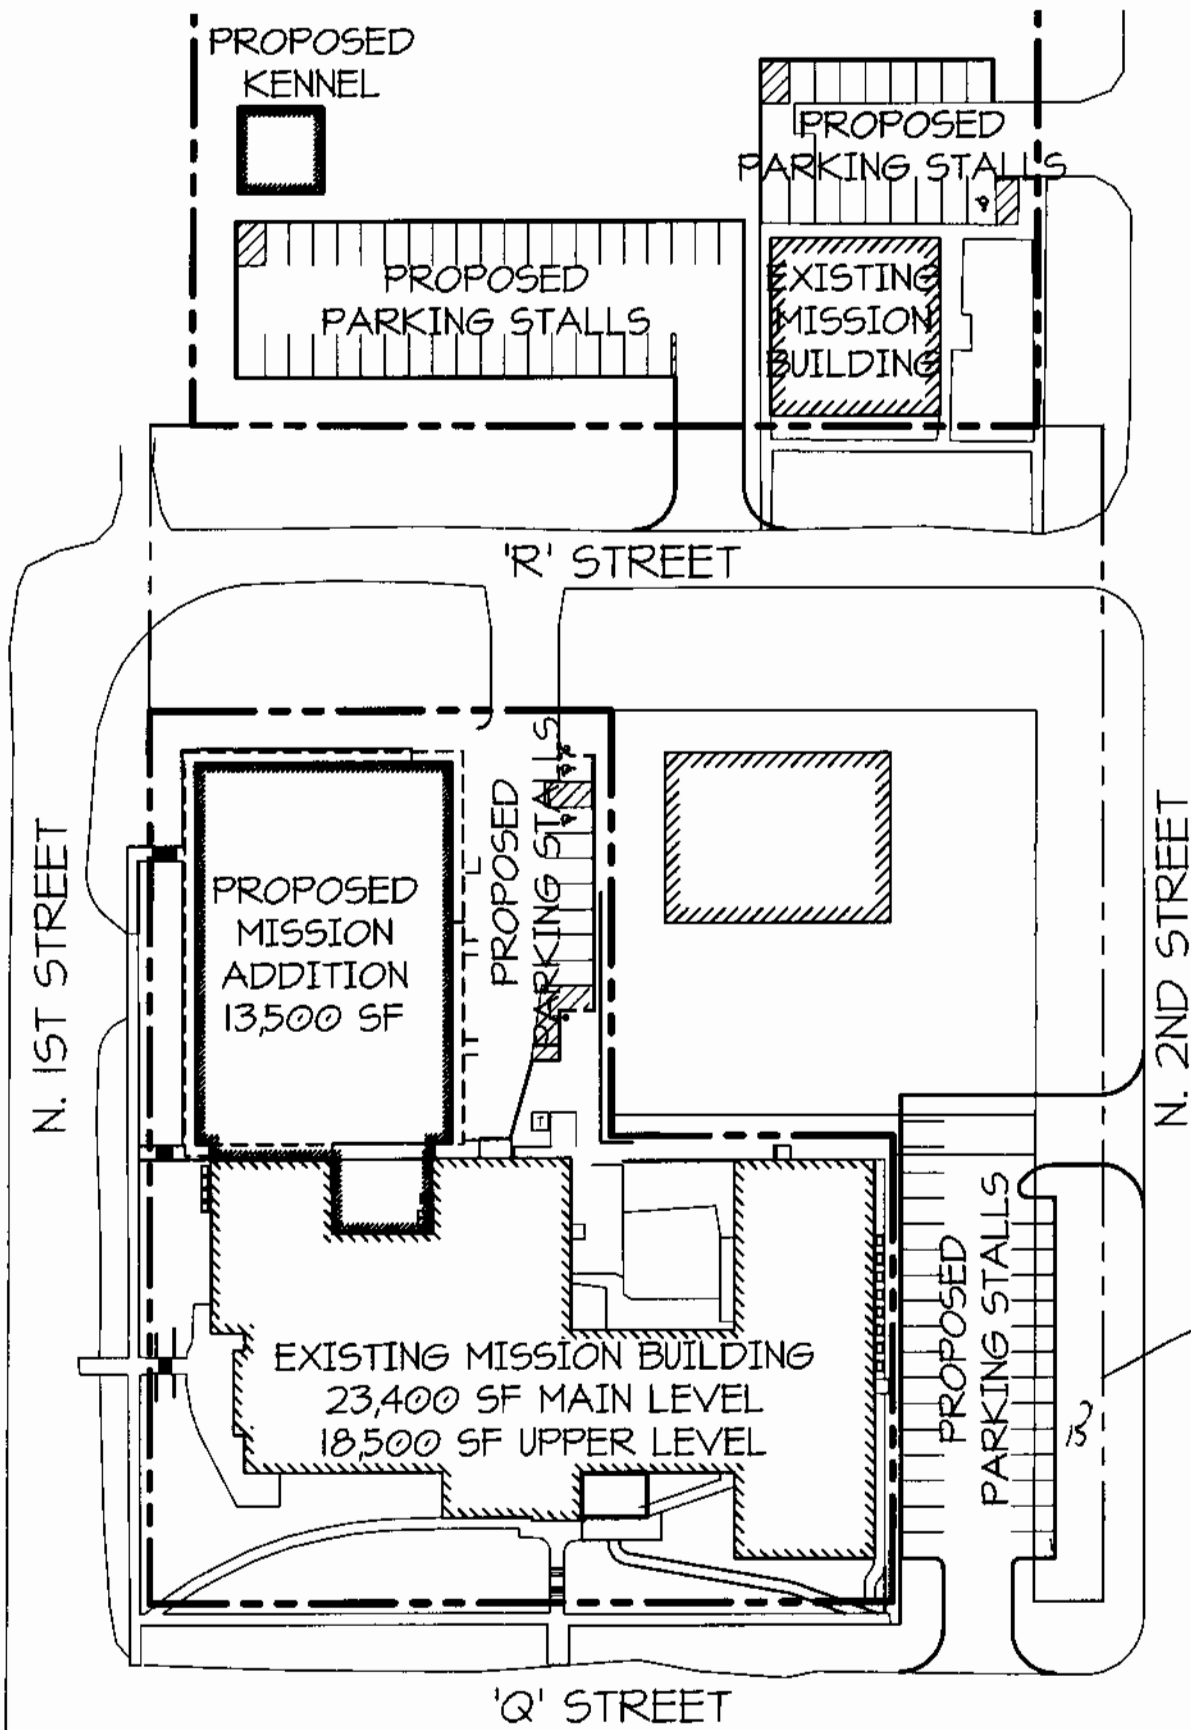 PROPOSED
KENNEL
PROPOSED
PARKING STALLS
PROPOSED
PARKING STALLS
EXISTING
MISSION
BUILDING
'R' STREET
N. 1ST STREET
PROPOSED
MISSION
ADDITION
13,500 SF
PROPOSED
PARKING STALLS
N. 2ND STREET
EXISTING MISSION BUILDING
23,400 SF MAIN LEVEL
18,500 SF UPPER LEVEL
PROPOSED
PARKING STALLS
'Q' STREET